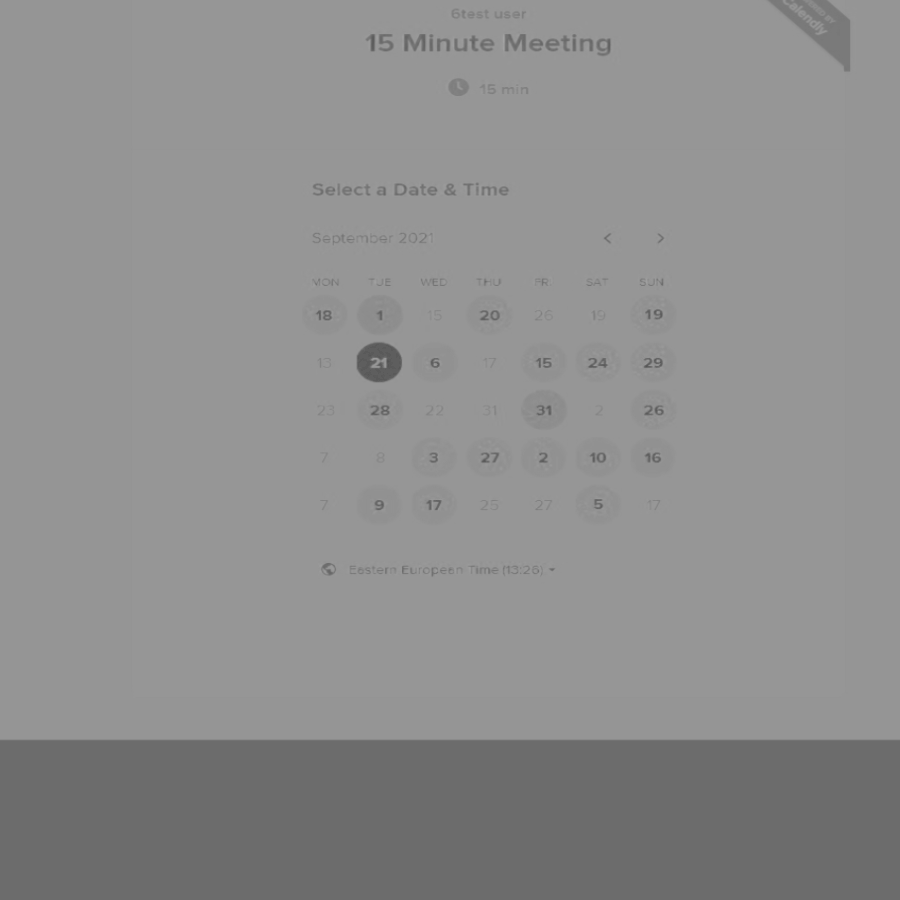 6test user
15 Minute Meeting
15 min
Calendly
Select a Date & Time
September 2021
MON TUE WED THU FR. SAT SUN
18 1 15 20 26 19 19
13 21 6 17 15 24 29
23 28 22 31 31 2 26
7 8 3 27 2 10 16
7 9 17 25 27 5 17
Eestern Europeen Time (13:26)